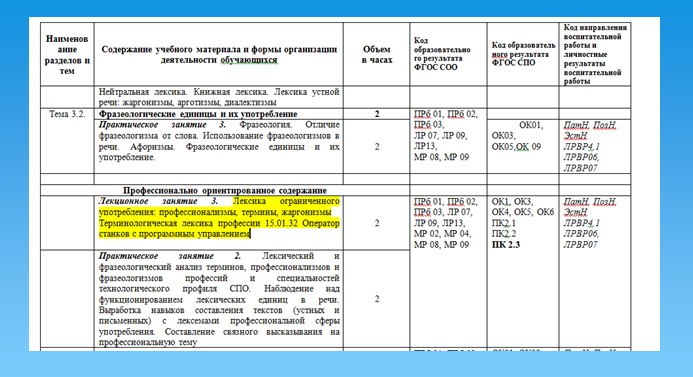 Наименов
ание
разделов и
тем
Содержание учебного материала и формы организации
деятельности обучающихся
Объем
в часах
Код
образовательно
го результата
ФГОС СОО
Код образователь
ного результата
ФГОС СПО
Код направления
воспитательной
работы и
личностные
результаты
воспитательной
работы
Нейтральная лексика. Книжная лексика. Лексика устной
речи: жаргонизмы, арготизмы, диалектизмы
Тема 3.2.
Фразеологические единицы и их употребление
2
Практическое занятие 3. Фразеология. Отличие
фразеологизма от слова. Использование фразеологизмов в
речи. Афоризмы. Фразеологические единицы и их
употребление.
2
ПРб 01, ПРб 02,
ПРб 03,
ЛР 07, ЛР 09,
ЛР13,
МР 08, МР 09
ОК01,
ОК03,
ОК05,ОК 09
ПатН, ПозН,
ЭстН
ЛРВР4,1
ЛРВР06,
ЛРВР07
Профессионально ориентированное содержание
Лекционное занятие 3. Лексика ограниченного
употребления: профессионализмы, термины, жаргонизмы
Терминологическая лексика профессии 15.01.32 Оператор
станков с программным управлением
2
ПРб 01, ПРб 02,
ПРб 03, ЛР 07,
ЛР 09, ЛР13,
МР 02, МР 04,
МР 08, МР 09
ОК1, ОК3,
ОК4, ОК5, ОК6
ПК2.1
ПК2.2
ПК 2.3
ПатН, ПозН,
ЭстН
ЛРВР4,1
ЛРВР06,
ЛРВР07
Практическое занятие 2. Лексический и
фразеологический анализ терминов, профессионализмов и
фразеологизмов профессий и специальностей
технологического профиля СПО. Наблюдение над
функционированием лексических единиц в речи.
Выработка навыков составления текстов (устных и
письменных) с лексемами профессиональной сферы
употребления. Составление связного высказывания на
профессиональную тему
2